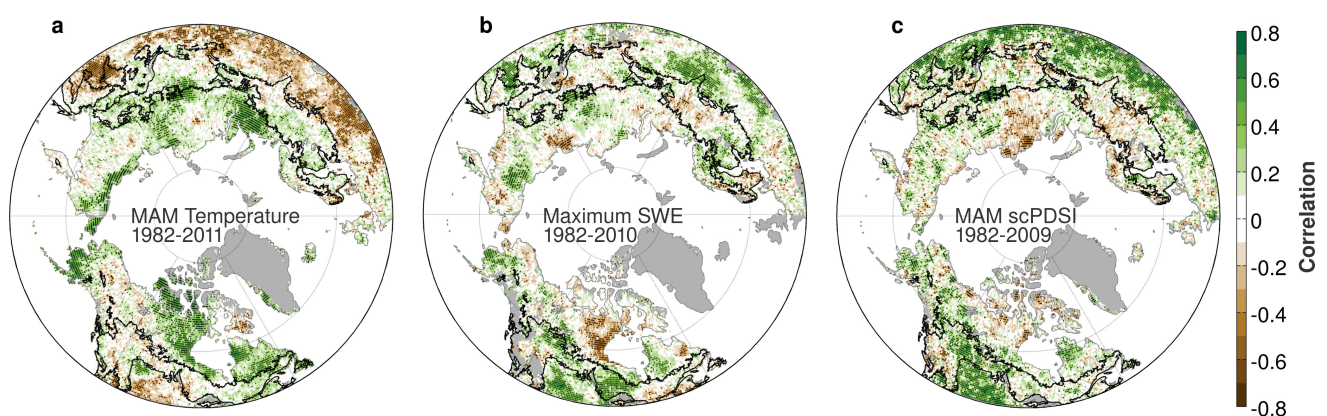 a
b
c
MAM Temperature
1982-2011
Maximum SWE
1982-2010
MAM scPDSI
1982-2009
0.8
0.6
0.4
0.2
0
-0.2
-0.4
-0.6
-0.8
Correlation